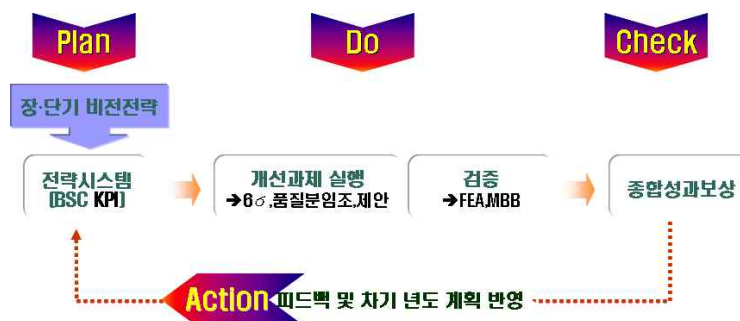 Plan
Do
Check
장·단기 비전전략
전략시스템
(BSC KPI)
개선과제 실행
➔6σ,품질분임조,제안
검증
➔FEA,MBB
종합성과보상
Action 피드백 및 차기 년도 계획 반영